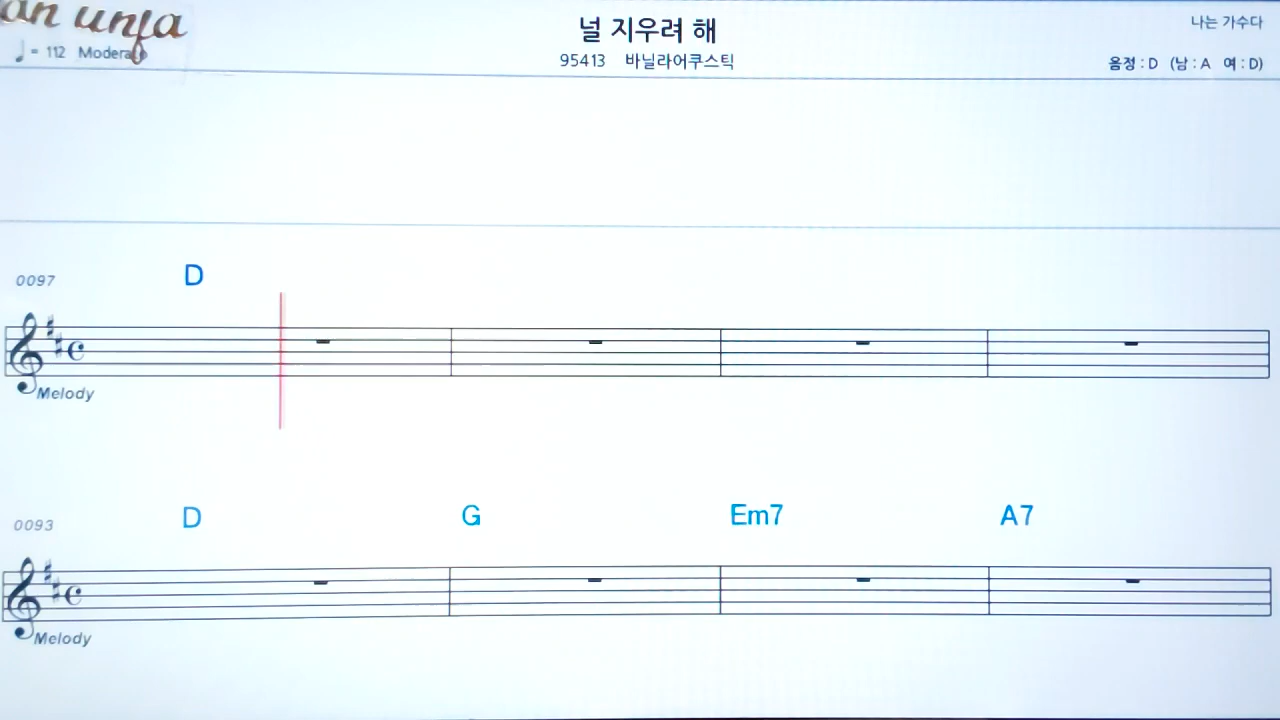 an unfa
널 지우려 해
나는 가수다
♩= 112 Modera
95413 바닐라어쿠스틱
음정 : D (남 : A 여 : D)
0097 D
Melody
0093 D G Em7 A7
Melody